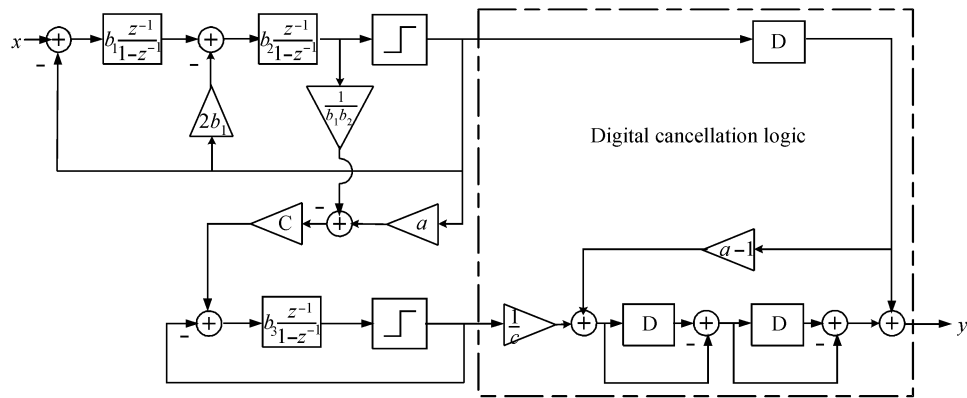 x + b₁ z⁻¹/1−z⁻¹ + b₂ z⁻¹/1−z⁻¹ D
− −
2b₁ 1/b₁b₂ Digital cancellation logic
−
C + a a−1
+ b₃ z⁻¹/1−z⁻¹ 1/c + D + D + + y
− − −